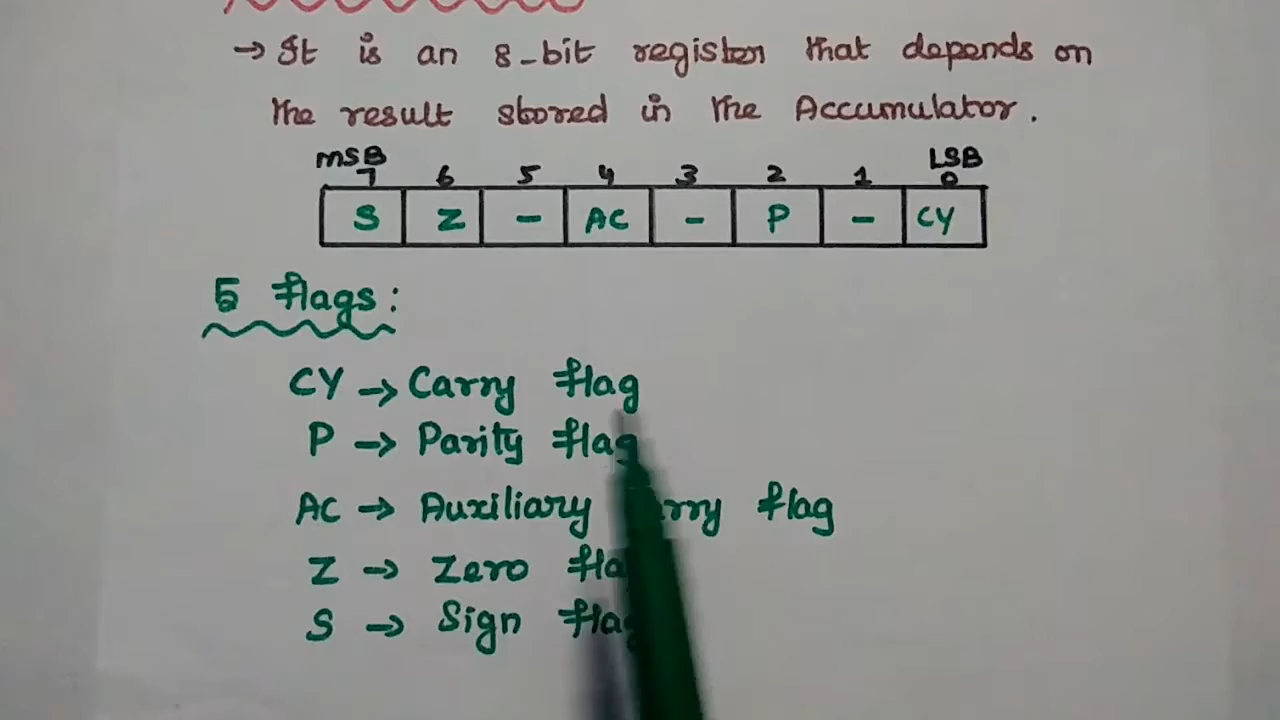 → It is an 8-bit register that depends on
the result stored in the Accumulator.
MSB LSB
7 6 5 4 3 2 1 0
S Z - AC - P - CY
5 flags:
CY → Carry flag
P → Parity flag
AC → Auxiliary flag
Z → Zero
S → Sign